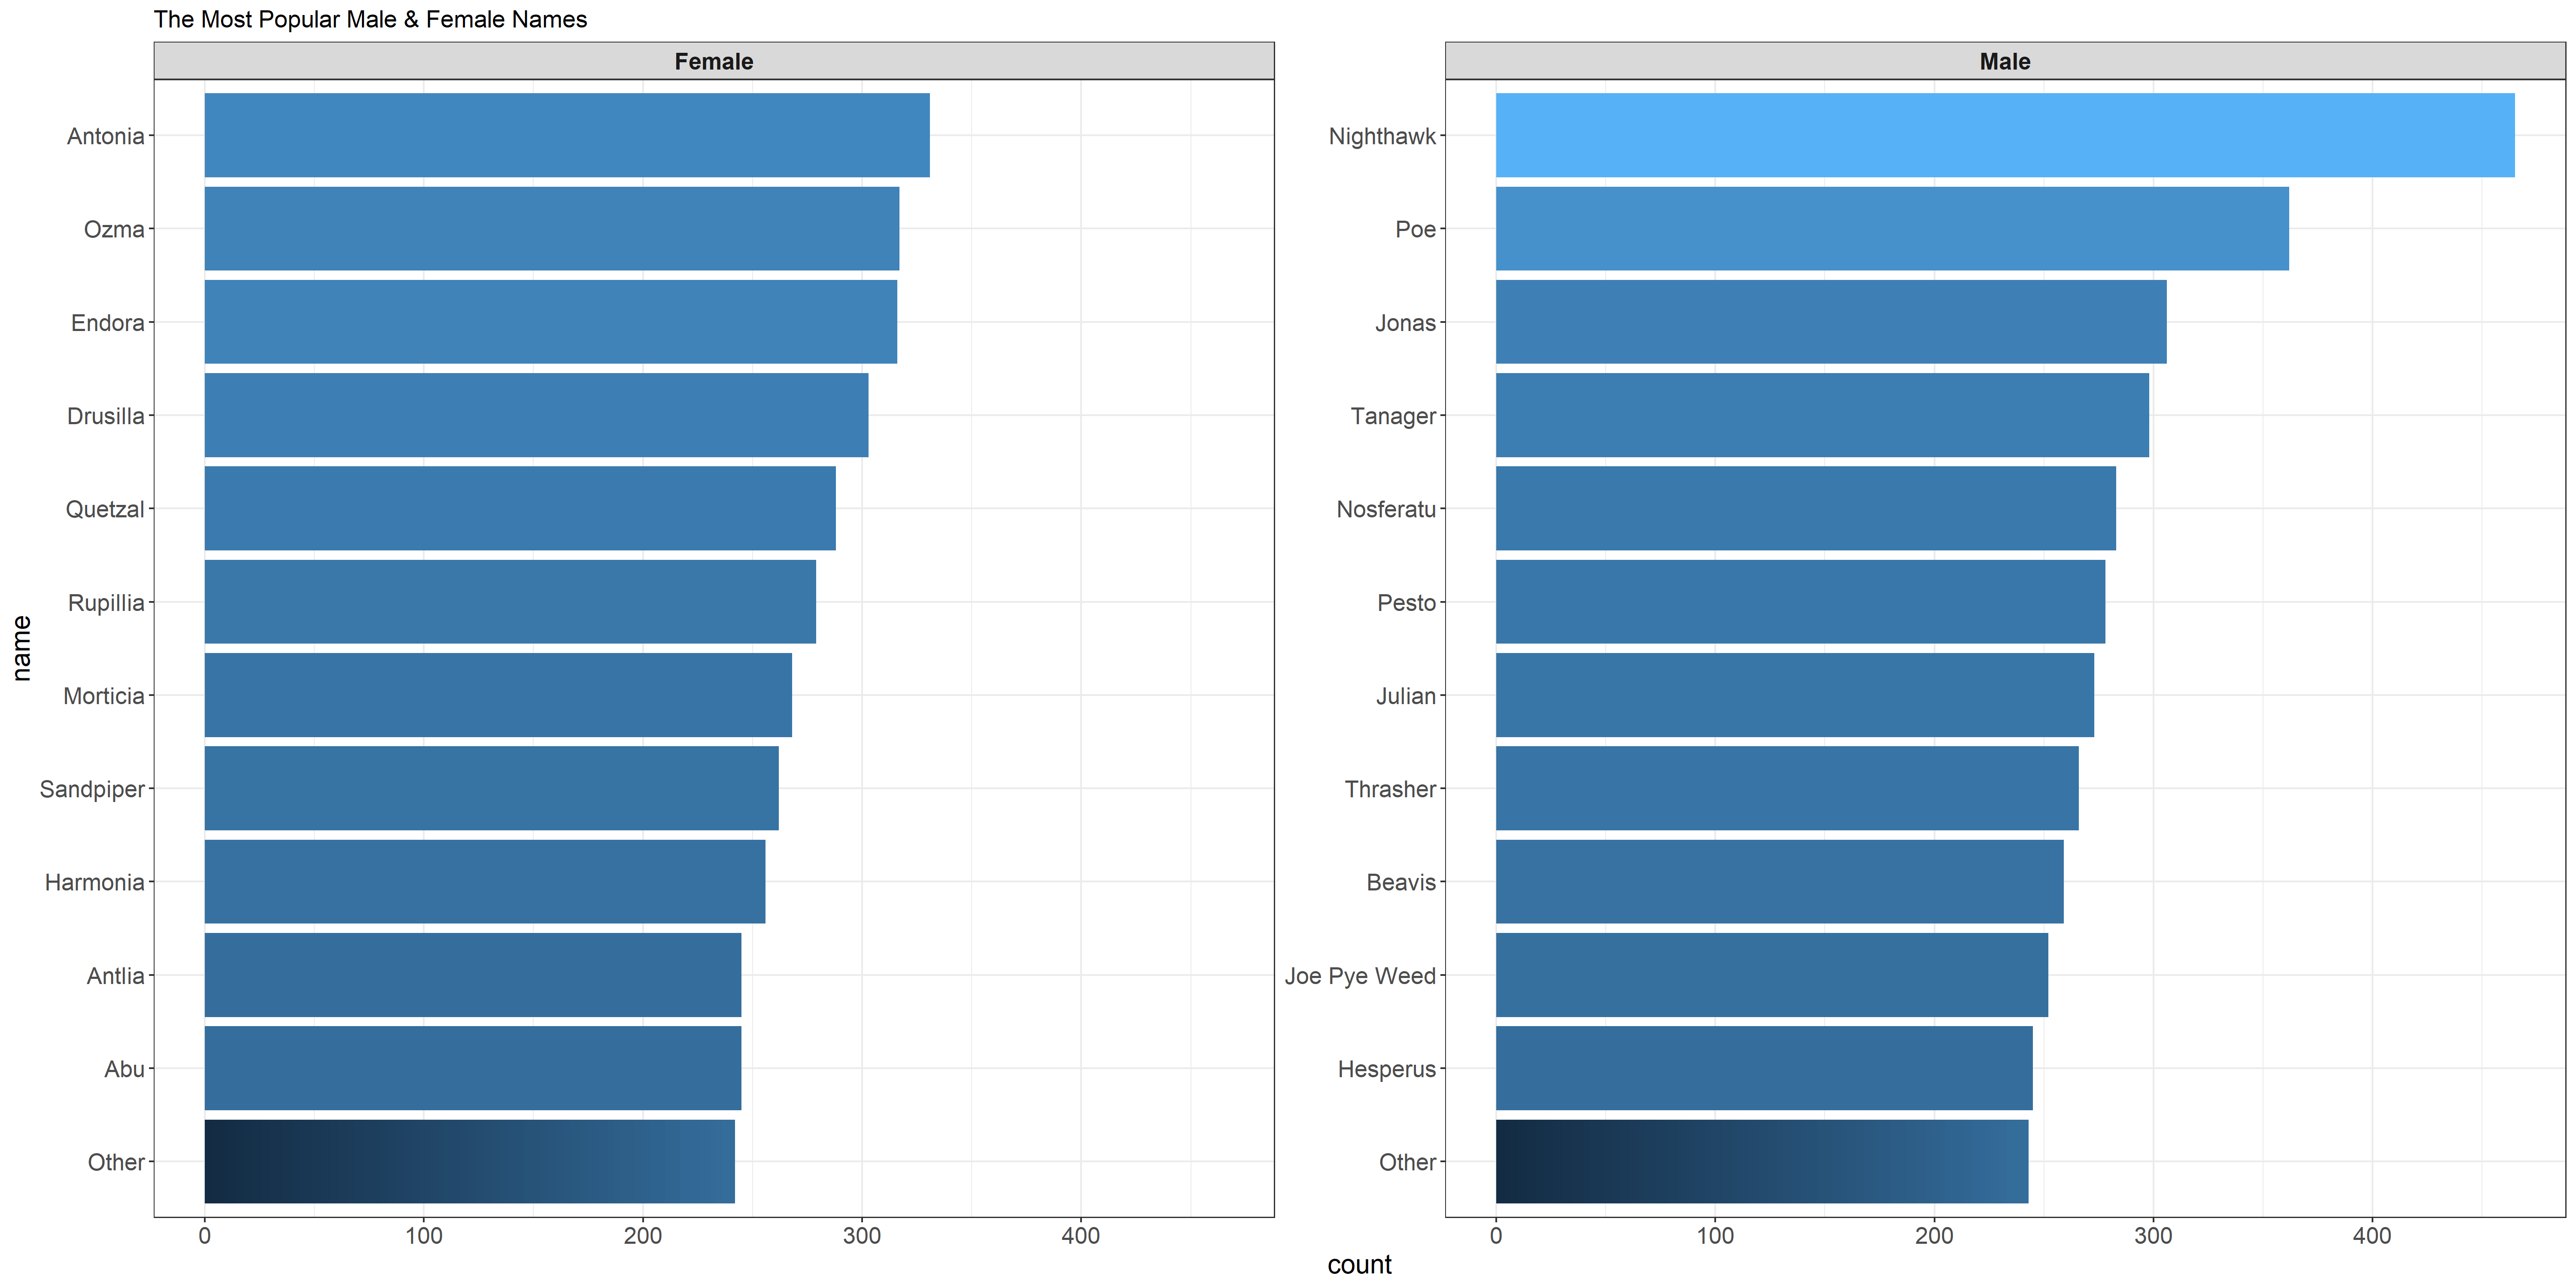 The Most Popular Male & Female Names
Female
Male
name
Antonia
Ozma
Endora
Drusilla
Quetzal
Rupillia
Morticia
Sandpiper
Harmonia
Antlia
Abu
Other
0 100 200 300 400
Nighthawk
Poe
Jonas
Tanager
Nosferatu
Pesto
Julian
Thrasher
Beavis
Joe Pye Weed
Hesperus
Other
0 100 200 300 400
count